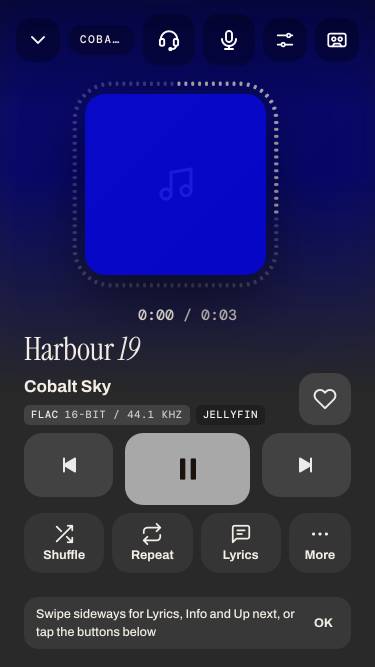 COBA…
0:00 / 0:03
Harbour 19
Cobalt Sky
FLAC 16-BIT / 44.1 KHZ JELLYFIN
Shuffle Repeat Lyrics More
Swipe sideways for Lyrics, Info and Up next, or
tap the buttons below
OK